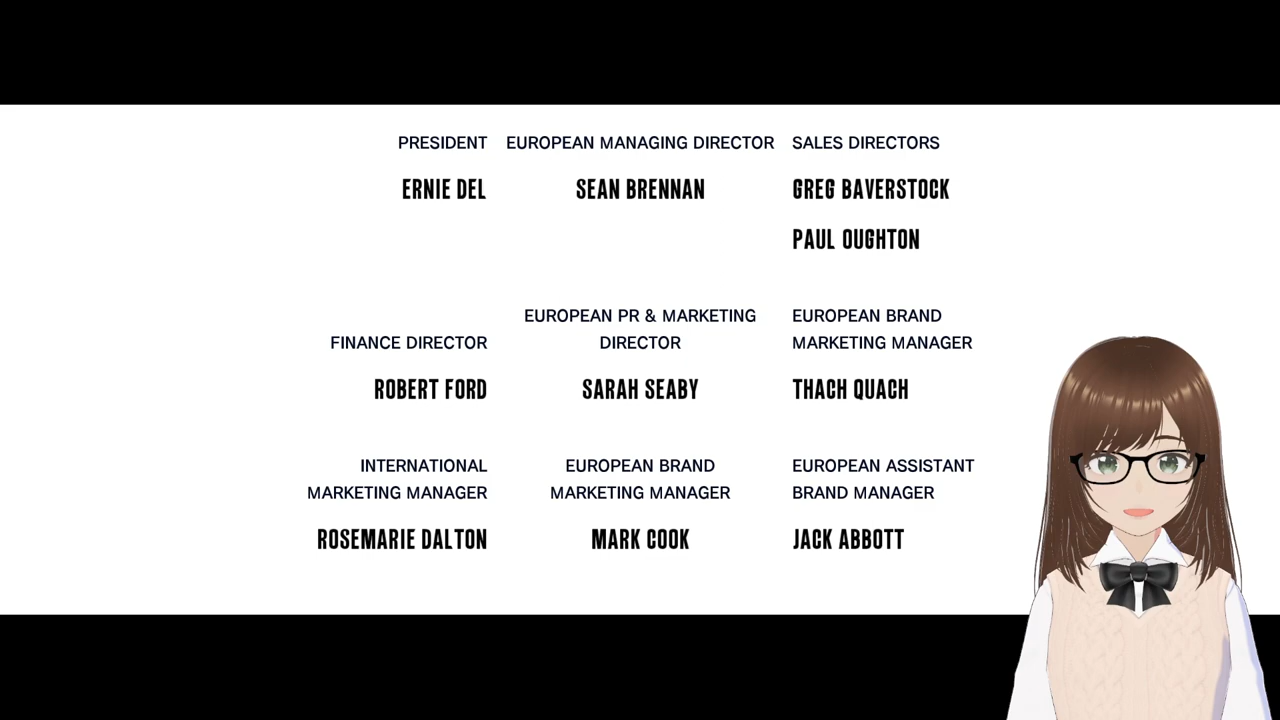 PRESIDENT
ERNIE DEL
EUROPEAN MANAGING DIRECTOR
SEAN BRENNAN
SALES DIRECTORS
GREG BAVERSTOCK
PAUL OUGHTON
FINANCE DIRECTOR
ROBERT FORD
EUROPEAN PR & MARKETING
DIRECTOR
SARAH SEABY
EUROPEAN BRAND
MARKETING MANAGER
THACH QUACH
INTERNATIONAL
MARKETING MANAGER
ROSEMARIE DALTON
EUROPEAN BRAND
MARKETING MANAGER
MARK COOK
EUROPEAN ASSISTANT
BRAND MANAGER
JACK ABBOTT